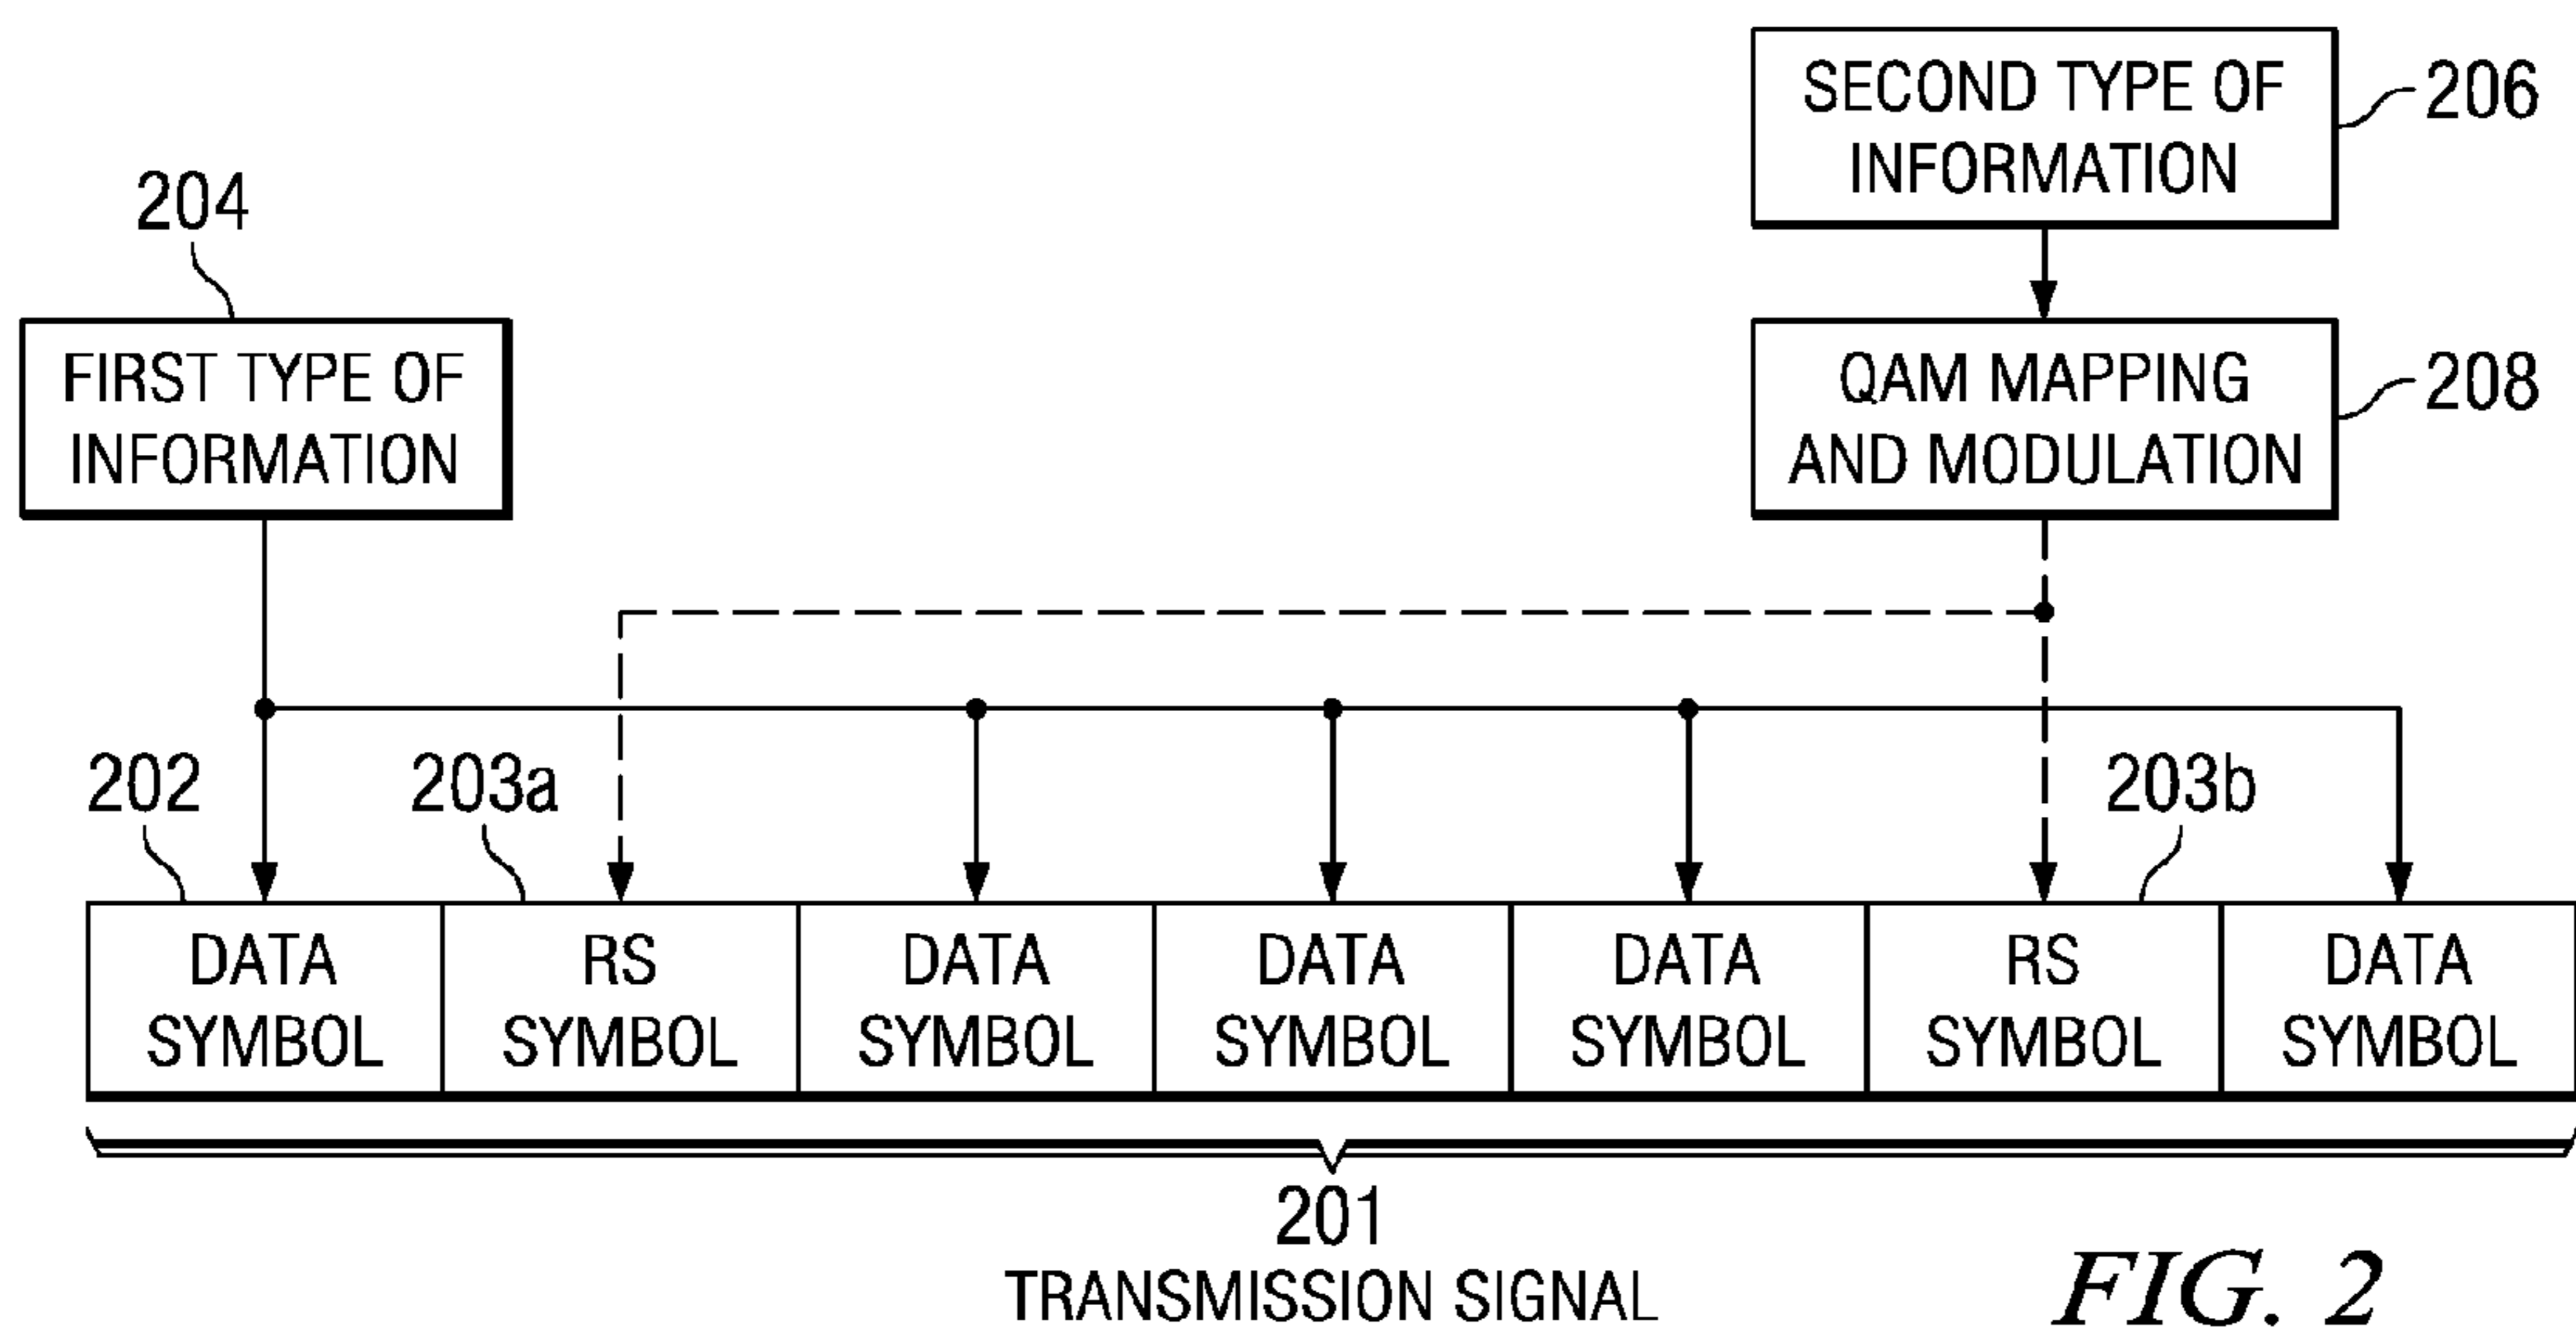 SECOND TYPE OF
INFORMATION
206
204
FIRST TYPE OF
INFORMATION
QAM MAPPING
AND MODULATION
208
202
203a
203b
DATA
SYMBOL
RS
SYMBOL
DATA
SYMBOL
DATA
SYMBOL
DATA
SYMBOL
RS
SYMBOL
DATA
SYMBOL
201
TRANSMISSION SIGNAL
FIG. 2